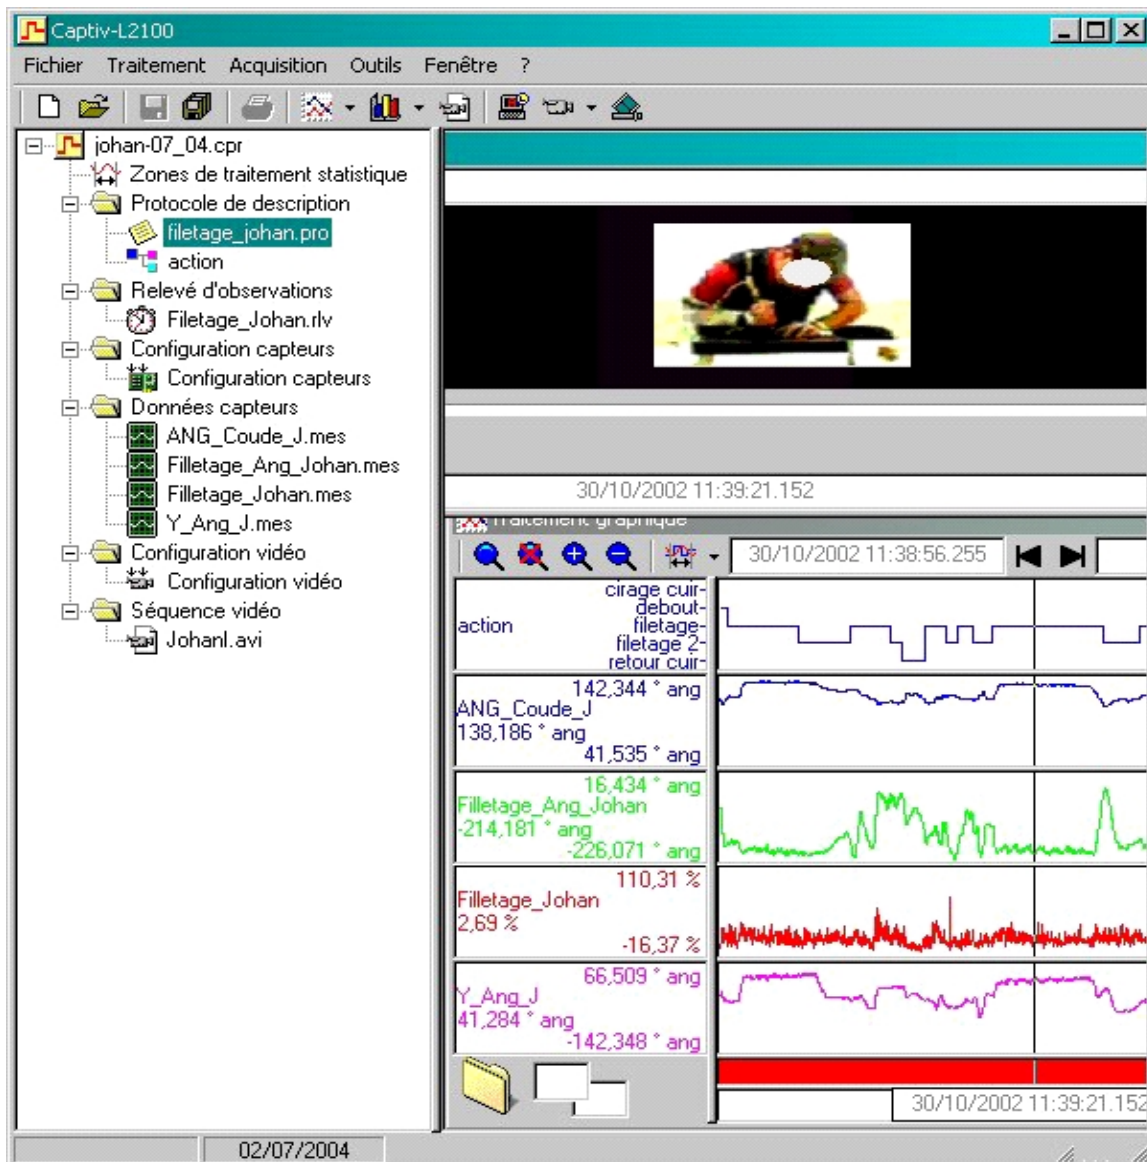 Captiv-L2100
Fichier Traitement Acquisition Outils Fenêtre ?
johan-07_04.cpr
Zones de traitement statistique
Protocole de description
filetage_johan.pro
action
Relevé d'observations
Filetage_Johan.rlv
Configuration capteurs
Configuration capteurs
Données capteurs
ANG_Coude_J.mes
Filletage_Ang_Johan.mes
Filletage_Johan.mes
Y_Ang_J.mes
Configuration vidéo
Configuration vidéo
Séquence vidéo
JohanI.avi
30/10/2002 11:39:21.152
Traitement graphique
30/10/2002 11:38:56.255
action
cirage cuir
debout
filetage
filetage 2
retour cuir
142,344 ° ang
ANG_Coude_J
138,186 ° ang
41,535 ° ang
16,434 ° ang
Filletage_Ang_Johan
-214,181 ° ang
-226,071 ° ang
110,31 %
Filletage_Johan
2,69 %
-16,37 %
66,509 ° ang
Y_Ang_J
41,284 ° ang
-142,348 ° ang
30/10/2002 11:39:21.152
02/07/2004